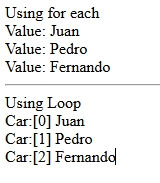 Using for each
Value: Juan
Value: Pedro
Value: Fernando
Using Loop
Car:[0] Juan
Car:[1] Pedro
Car:[2] Fernando